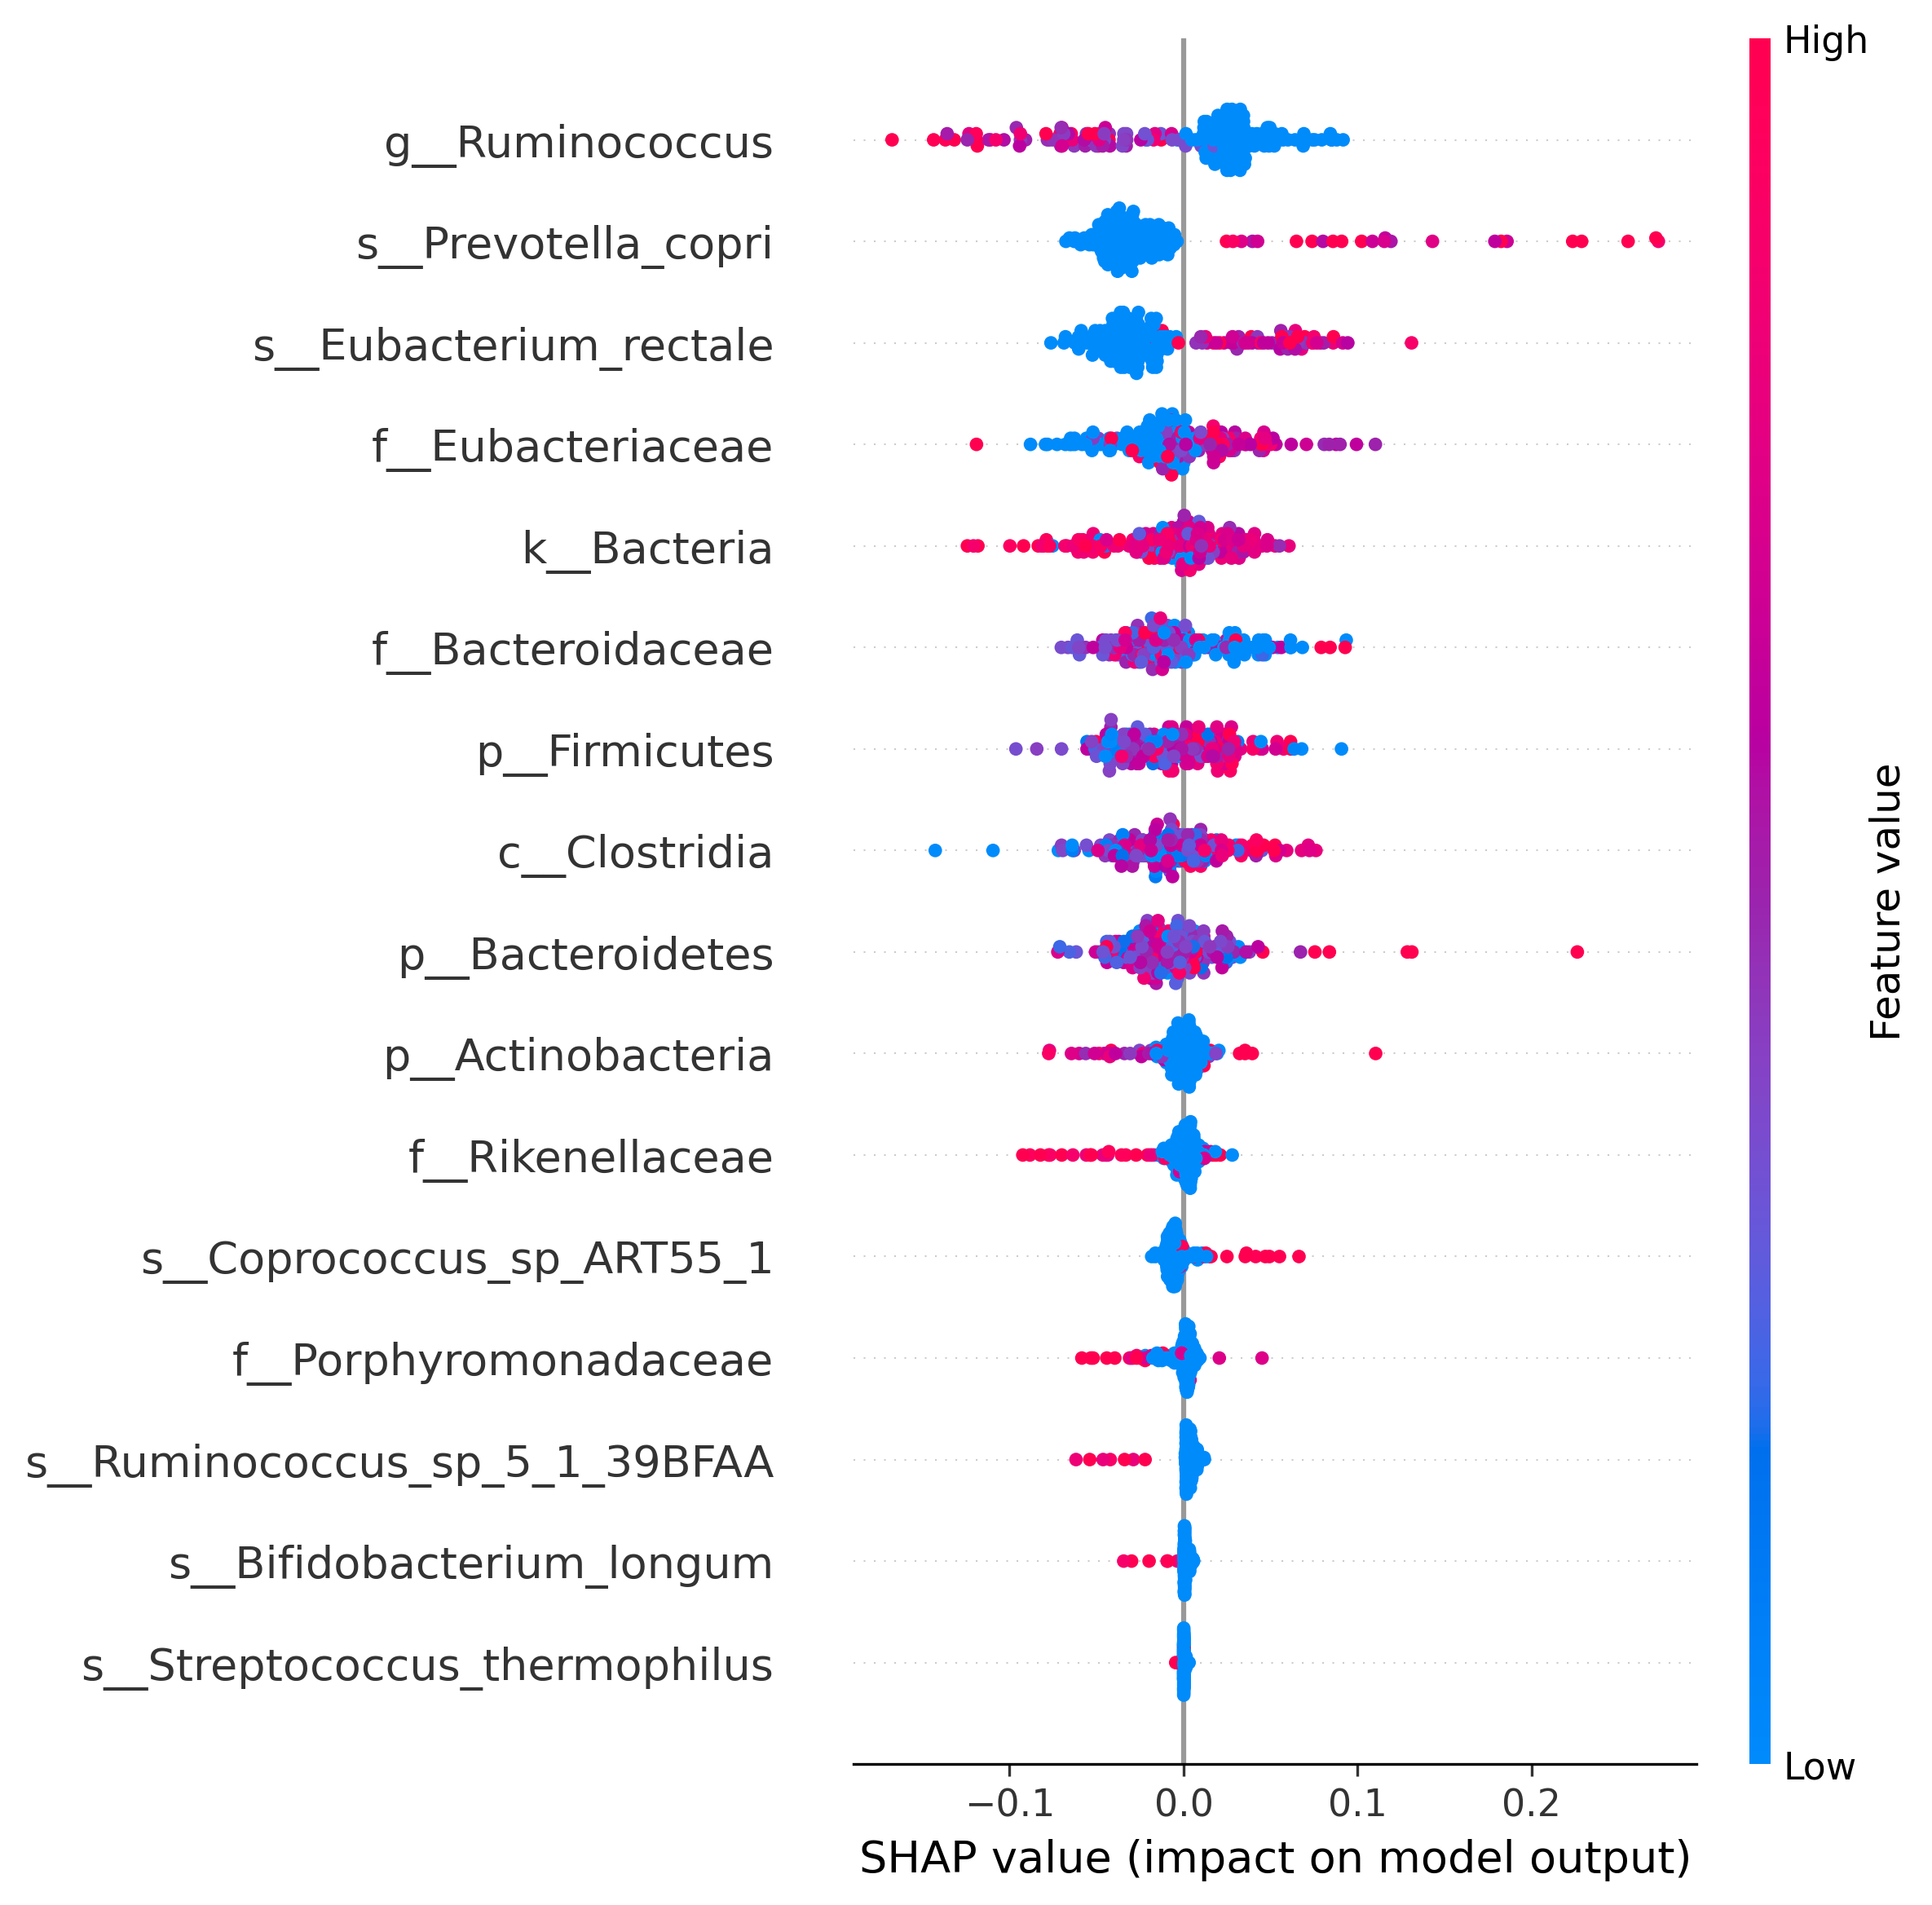 High
g__Ruminococcus
s__Prevotella_copri
s__Eubacterium_rectale
f__Eubacteriaceae
k__Bacteria
f__Bacteroidaceae
p__Firmicutes
c__Clostridia
p__Bacteroidetes
p__Actinobacteria
f__Rikenellaceae
s__Coprococcus_sp_ART55_1
f__Porphyromonadaceae
s__Ruminococcus_sp_5_1_39BFAA
s__Bifidobacterium_longum
s__Streptococcus_thermophilus
Feature value
Low
−0.1 0.0 0.1 0.2
SHAP value (impact on model output)